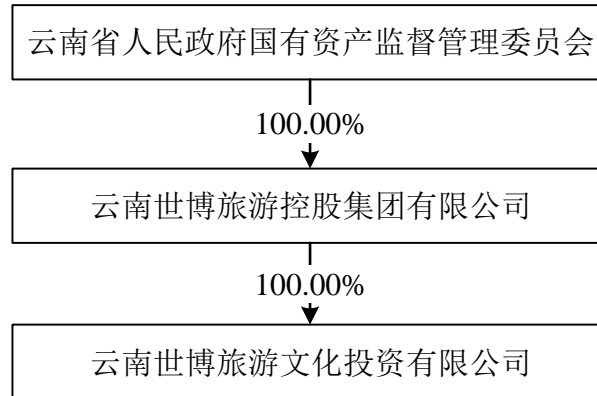 云南省人民政府国有资产监督管理委员会
100.00%
云南世博旅游控股集团有限公司
100.00%
云南世博旅游文化投资有限公司